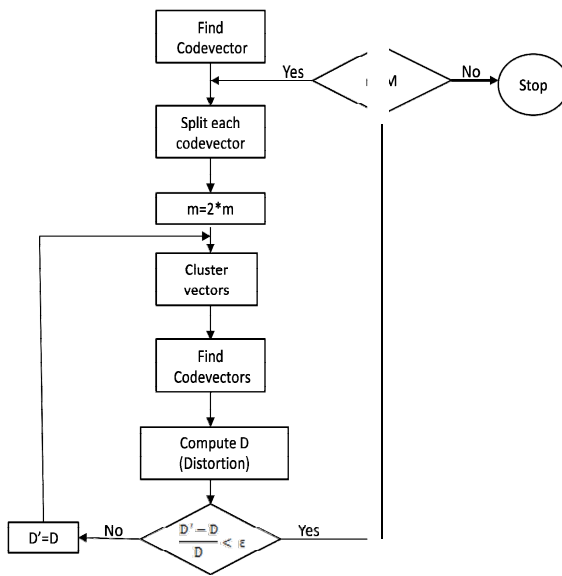 Find
Codevector
Yes
M
No
Stop
Split each
codevector
m=2*m
Cluster
vectors
Find
Codevectors
Compute D
(Distortion)
D'=D
No
D' − D
D
< ε
Yes